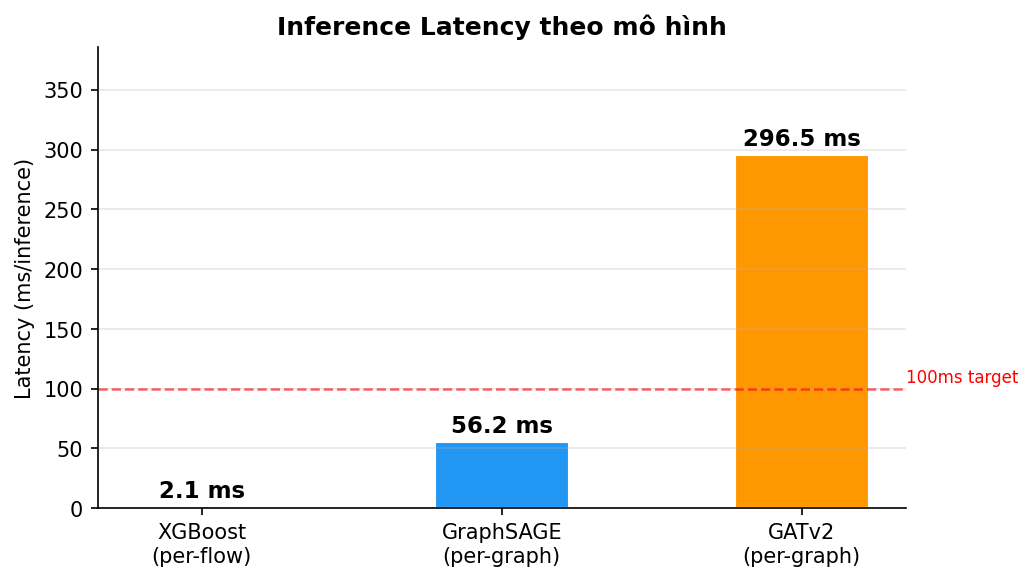 Inference Latency theo mô hình
Latency (ms/inference)
350
300
250
200
150
100
50
0
2.1 ms
56.2 ms
296.5 ms
100ms target
XGBoost
(per-flow)
GraphSAGE
(per-graph)
GATv2
(per-graph)